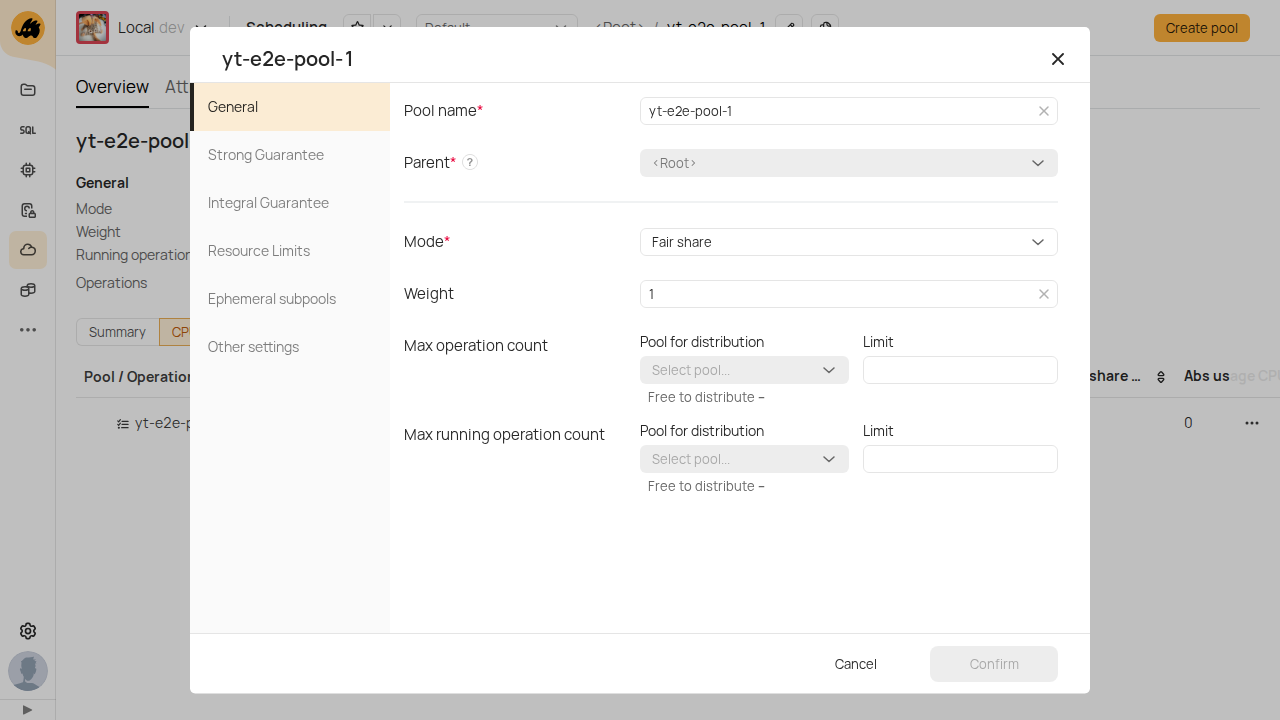 Local dev
Scheduling
Default
<Root> / yt-e2e-pool-1
Create pool
Overview
Att
yt-e2e-pool
General
Mode
Weight
Running operation
Operations
Summary
CP
Pool / Operation
share ...
Abs usage CP
yt-e2e-p
0
SQL
yt-e2e-pool-1
General
Strong Guarantee
Integral Guarantee
Resource Limits
Ephemeral subpools
Other settings
Pool name*
yt-e2e-pool-1
Parent* ?
<Root>
Mode*
Fair share
Weight
1
Max operation count
Pool for distribution
Limit
Select pool...
Free to distribute –
Max running operation count
Pool for distribution
Limit
Select pool...
Free to distribute –
Cancel
Confirm